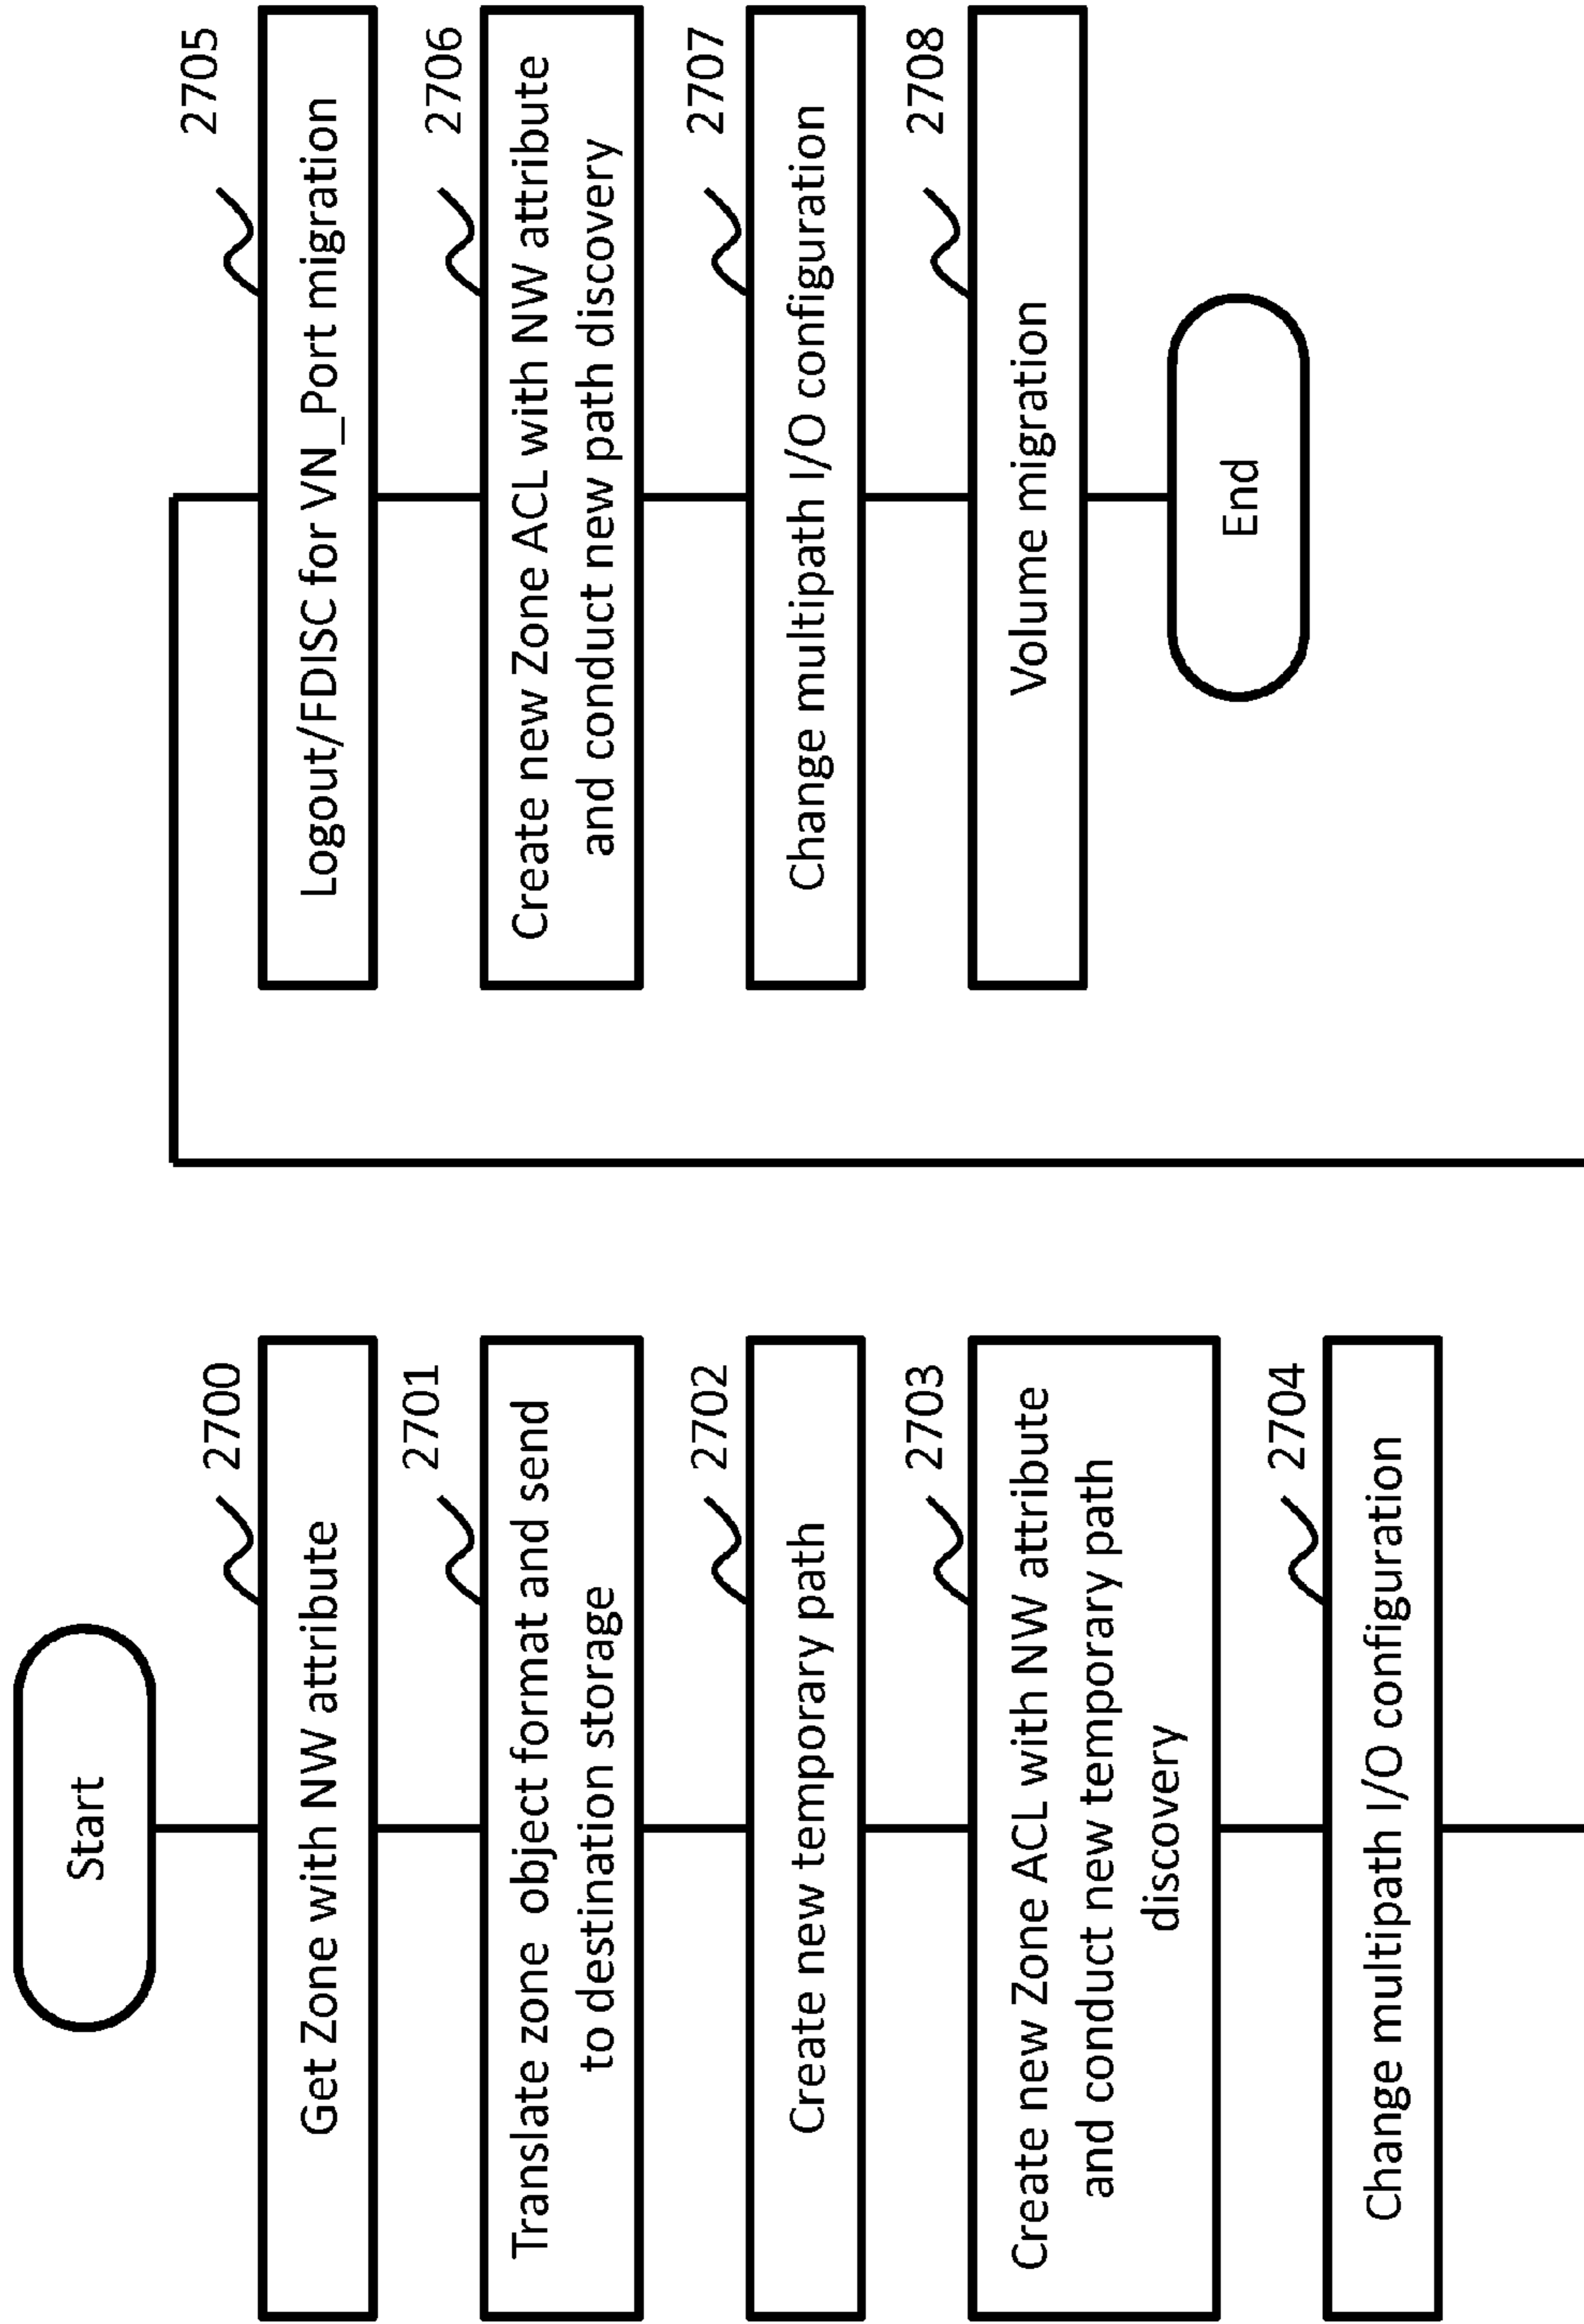 Start
2700
Get Zone with NW attribute
2701
Translate zone  object format and send
to destination storage
2702
Create new temporary path
2703
Create new Zone ACL with NW attribute
and conduct new temporary path
discovery
2704
Change multipath I/O configuration
2705
Logout/FDISC for VN_Port migration
2706
Create new Zone ACL with NW attribute
and conduct new path discovery
2707
Change multipath I/O configuration
2708
Volume migration
End